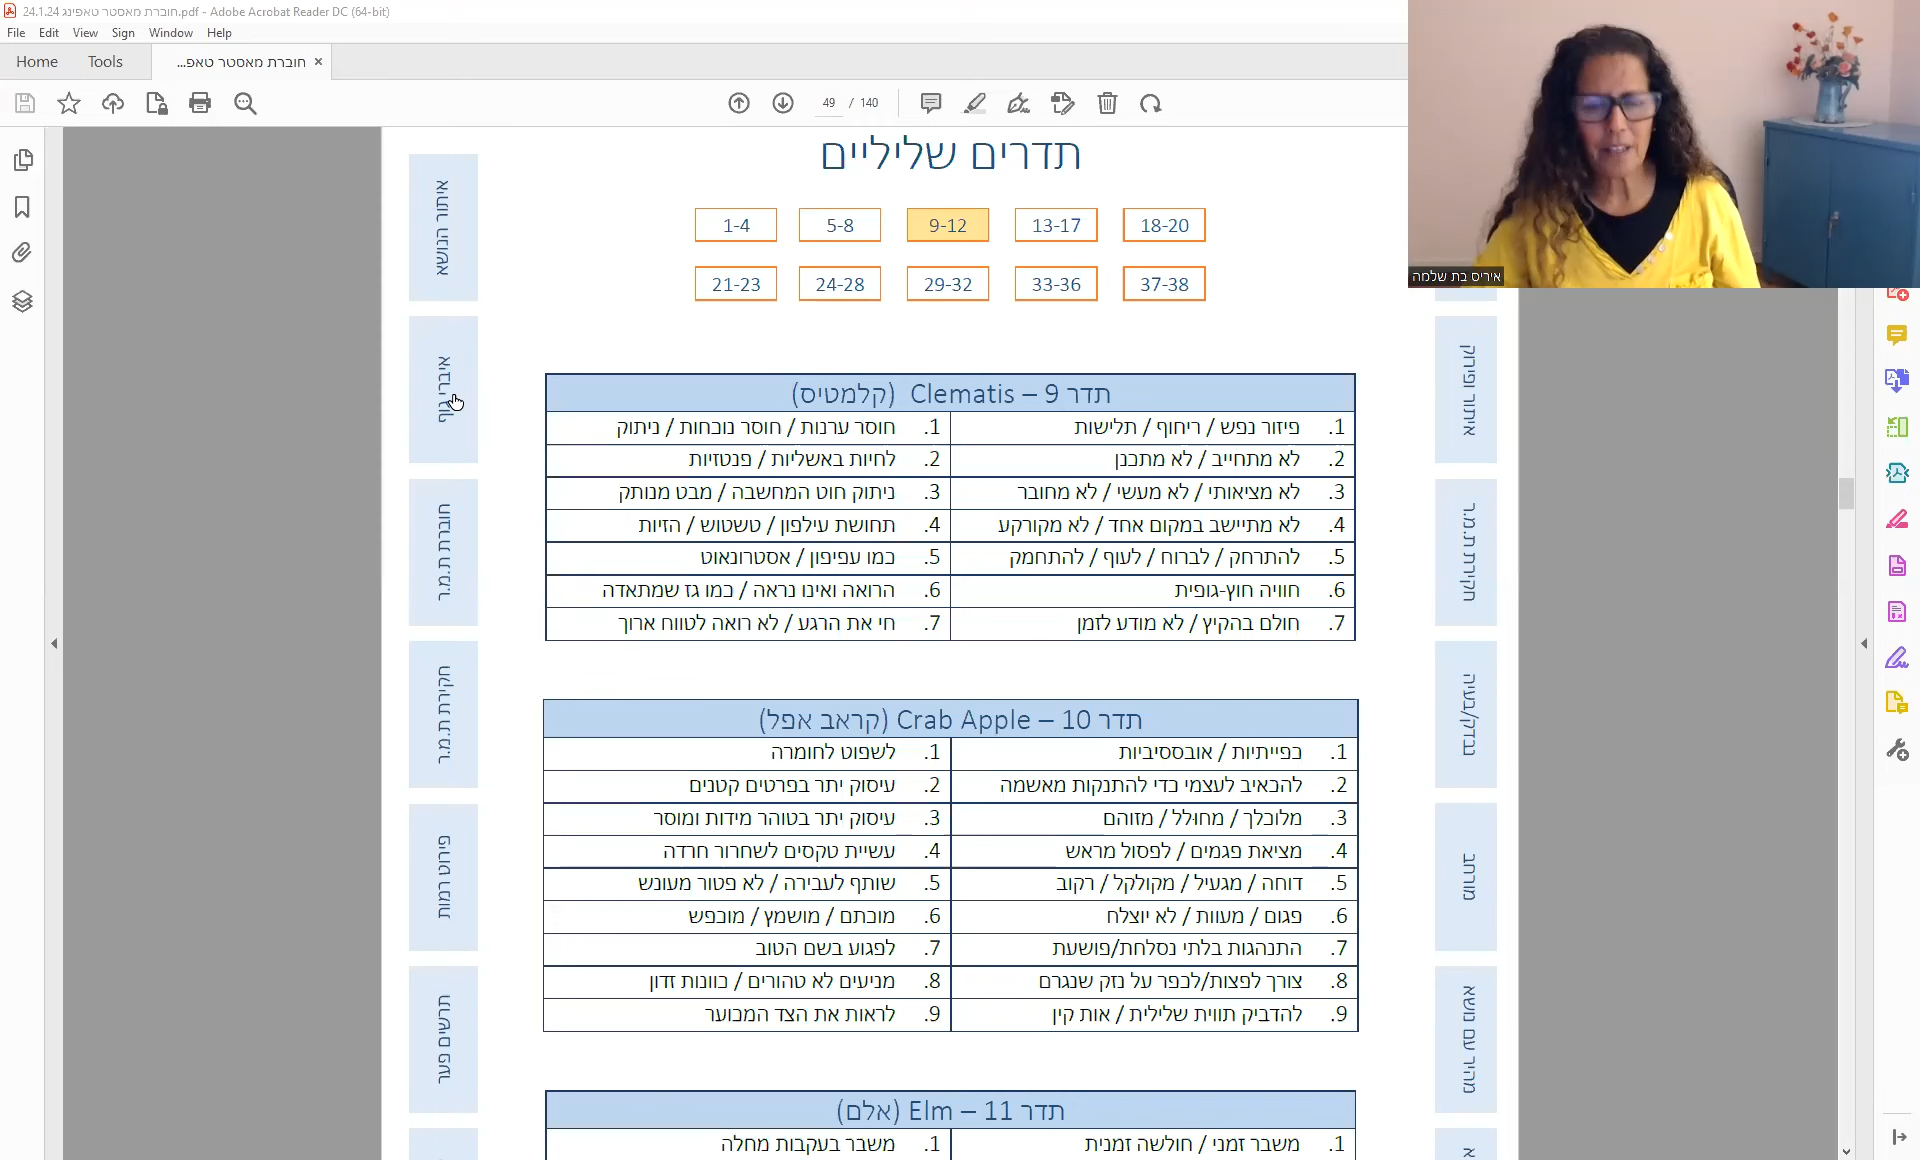 חוברת מאסטר טאפינג 24.1.24.pdf - Adobe Acrobat Reader DC (64-bit)
File Edit View Sign Window Help
Home Tools חוברת מאסטר טאפ...
49 / 140
איריס בת שלמה
תדרים שליליים
1-4 5-8 9-12 13-17 18-20
21-23 24-28 29-32 33-36 37-38
איתור הנושא
איברי גוף
חוברת ת.מ.ר
חקירת ת.מ.ר
פירוט רמות
תרשים פער
איתור ופירוק
חקירת ת.מ.ר
נבדק/בעיה
מורחב
מהיר עם נושא
א
תדר 9 – Clematis (קלמטיס)
1. פיזור נפש / ריחוף / תלישות 1. חוסר ערנות / חוסר נוכחות / ניתוק
2. לא מתחייב / לא מתכנן 2. לחיות באשליות / פנטזיות
3. לא מציאותי / לא מעשי / לא מחובר 3. ניתוק חוט המחשבה / מבט מנותק
4. לא מתיישב במקום אחד / לא מקורקע 4. תחושת עילפון / טשטוש / הזיות
5. להתרחק / לברוח / לעוף / להתחמק 5. כמו עפיפון / אסטרונאוט
6. חוויה חוץ-גופית 6. הרואה ואינו נראה / כמו גז שמתאדה
7. חולם בהקיץ / לא מודע לזמן 7. חי את הרגע / לא רואה לטווח ארוך
תדר 10 – Crab Apple (קראב אפל)
1. כפייתיות / אובססיביות 1. לשפוט לחומרה
2. להכאיב לעצמי כדי להתנקות מאשמה 2. עיסוק יתר בפרטים קטנים
3. מלוכלך / מחולל / מזוהם 3. עיסוק יתר בטוהר מידות ומוסר
4. מציאת פגמים / לפסול מראש 4. עשיית טקסים לשחרור חרדה
5. דוחה / מגעיל / מקולקל / רקוב 5. שותף לעבירה / לא פטור מעונש
6. פגום / מעוות / לא יוצלח 6. מוכתם / מושמץ / מוכפש
7. התנהגות בלתי נסלחת/פושעת 7. לפגוע בשם הטוב
8. צורך לפצות/לכפר על נזק שנגרם 8. מניעים לא טהורים / כוונות זדון
9. להדביק תווית שלילית / אות קין 9. לראות את הצד המכוער
תדר 11 – Elm (אלם)
1. משבר זמני / חולשה זמנית 1. משבר בעקבות מחלה